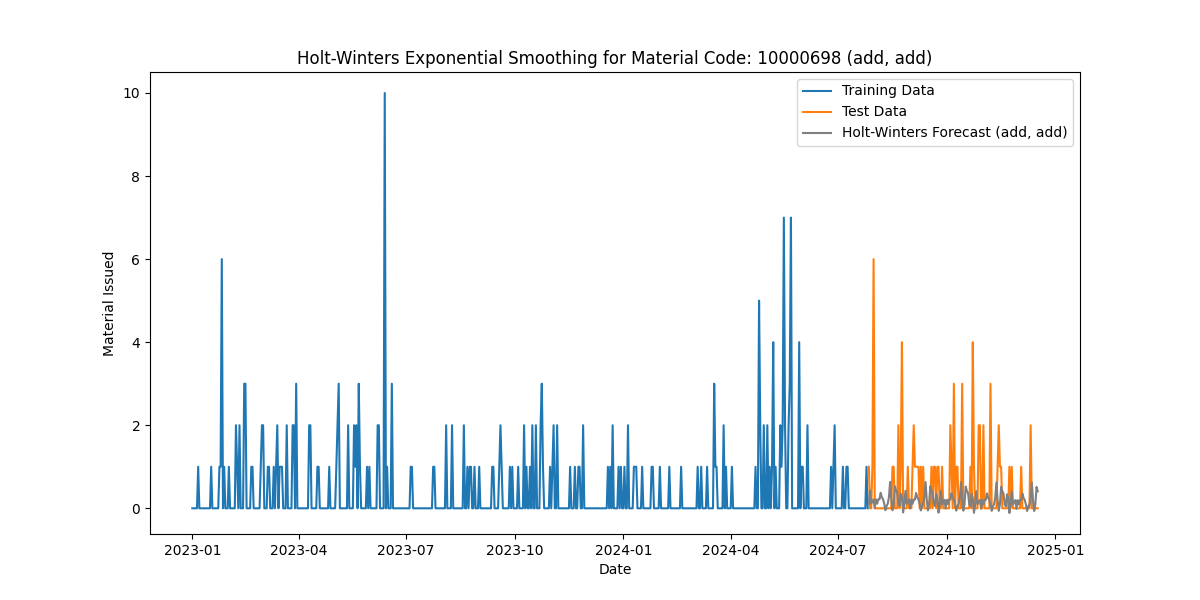 Holt-Winters Exponential Smoothing for Material Code: 10000698 (add, add)
Training Data
Test Data
Holt-Winters Forecast (add, add)
Material Issued
10
8
6
4
2
0
2023-01
2023-04
2023-07
2023-10
2024-01
2024-04
2024-07
2024-10
2025-01
Date